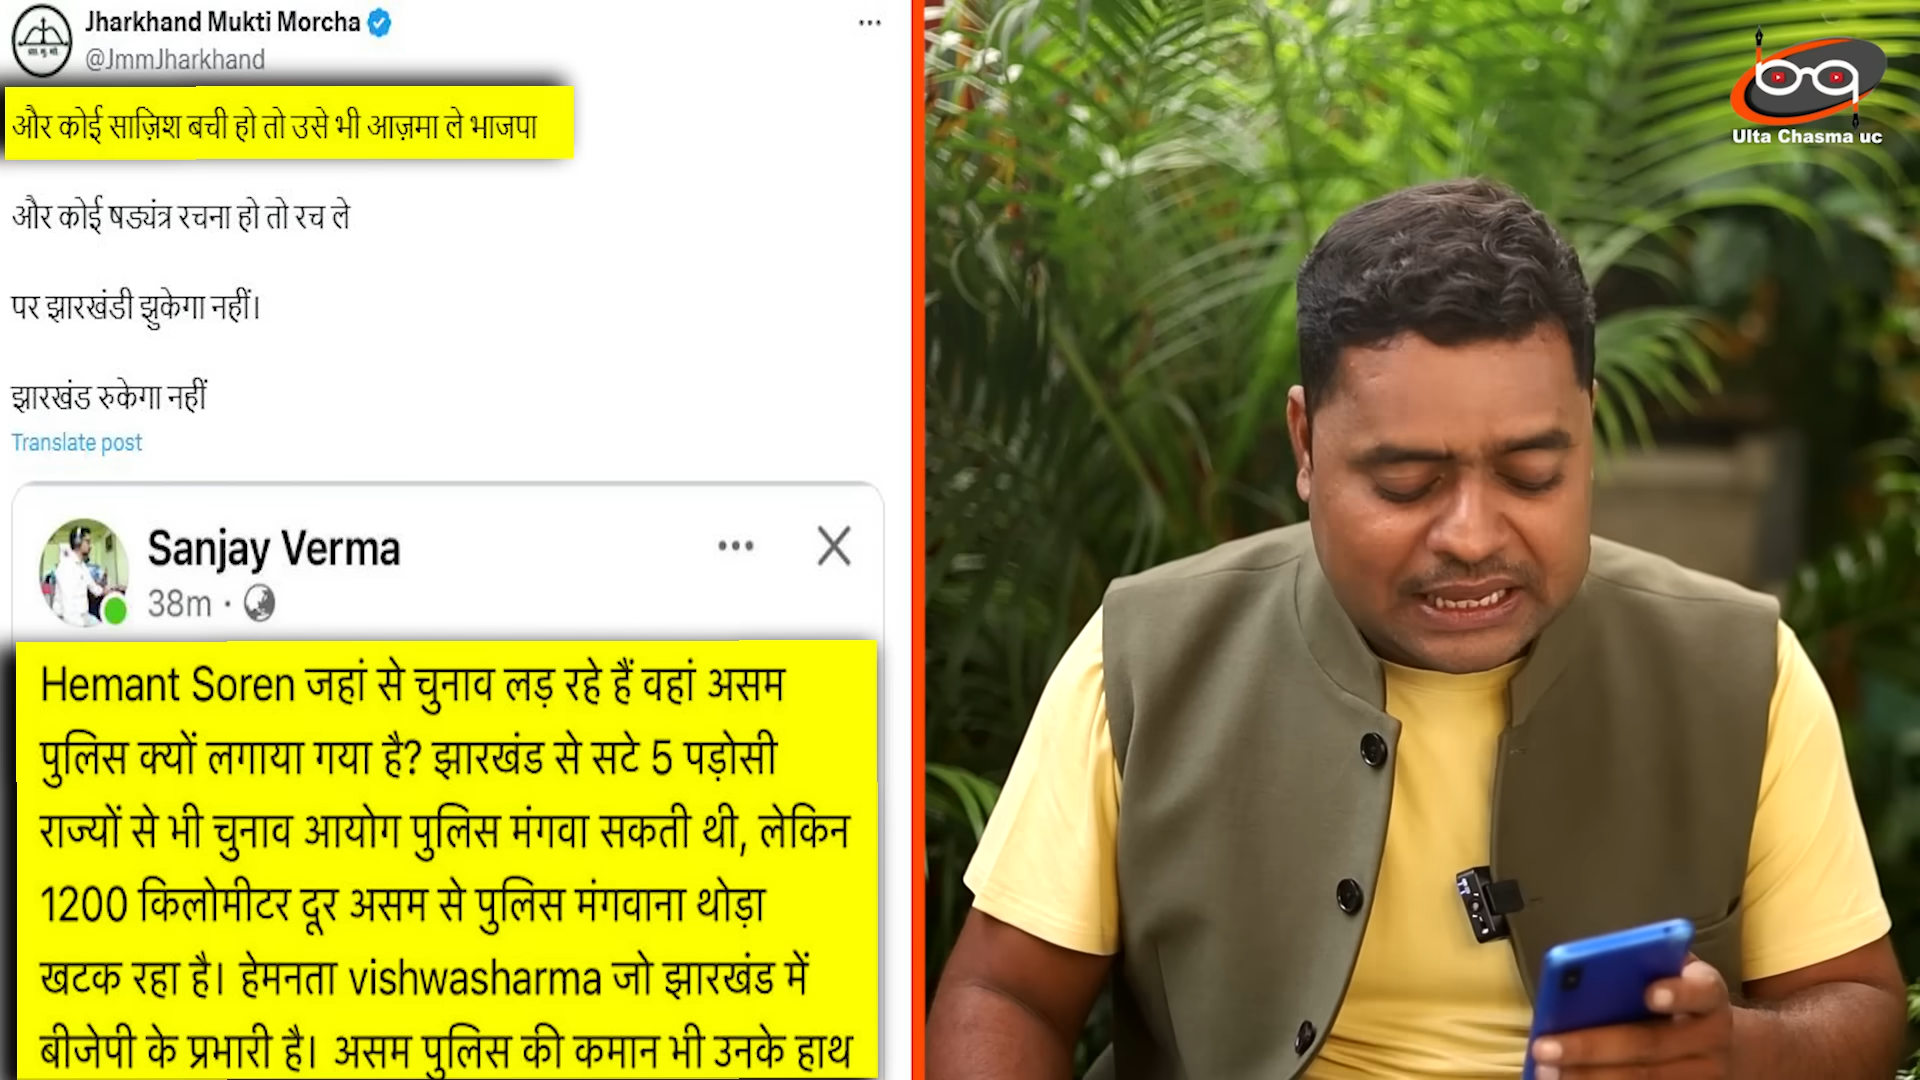 Jharkhand Mukti Morcha
@JmmJharkhand
और कोई साज़िश बची हो तो उसे भी आज़मा ले भाजपा
और कोई षड्यंत्र रचना हो तो रच ले
पर झारखंडी झुकेगा नहीं।
झारखंड रुकेगा नहीं
Translate post
Sanjay Verma
38m ·
Hemant Soren जहां से चुनाव लड़ रहे हैं वहां असम
पुलिस क्यों लगाया गया है? झारखंड से सटे 5 पड़ोसी
राज्यों से भी चुनाव आयोग पुलिस मंगवा सकती थी, लेकिन
1200 किलोमीटर दूर असम से पुलिस मंगवाना थोड़ा
खटक रहा है। हेमनता vishwasharma जो झारखंड में
बीजेपी के प्रभारी है। असम पुलिस की कमान भी उनके हाथ
Ulta Chasma uc